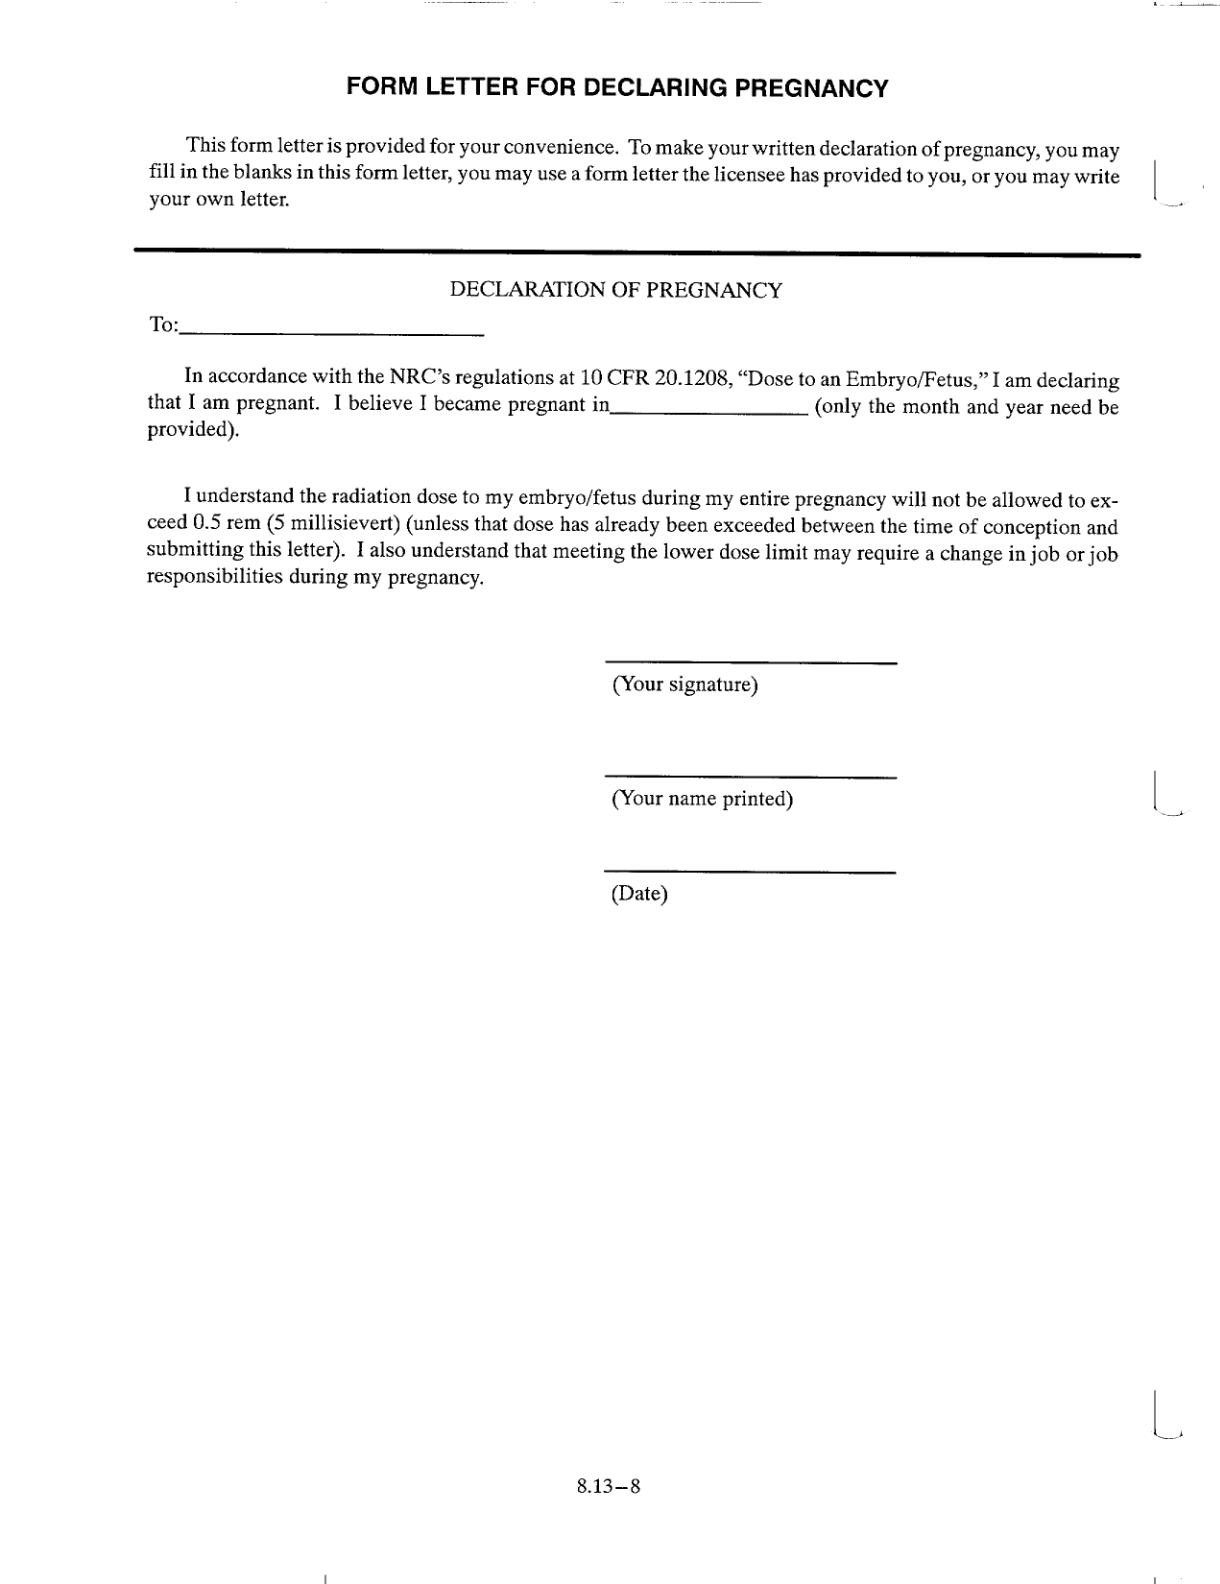 FORM LETTER FOR DECLARING PREGNANCY
This form letter is provided for your convenience. To make your written declaration of pregnancy, you may
fill in the blanks in this form letter, you may use a form letter the licensee has provided to you, or you may write
your own letter.
DECLARATION OF PREGNANCY
To:
In accordance with the NRC's regulations at 10 CFR 20.1208, “Dose to an Embryo/Fetus,” I am declaring
that I am pregnant. I believe I became pregnant in (only the month and year need be
provided).
I understand the radiation dose to my embryo/fetus during my entire pregnancy will not be allowed to ex-
ceed 0.5 rem (5 millisievert) (unless that dose has already been exceeded between the time of conception and
submitting this letter). I also understand that meeting the lower dose limit may require a change in job or job
responsibilities during my pregnancy.
(Your signature)
(Your name printed)
(Date)
8.13–8